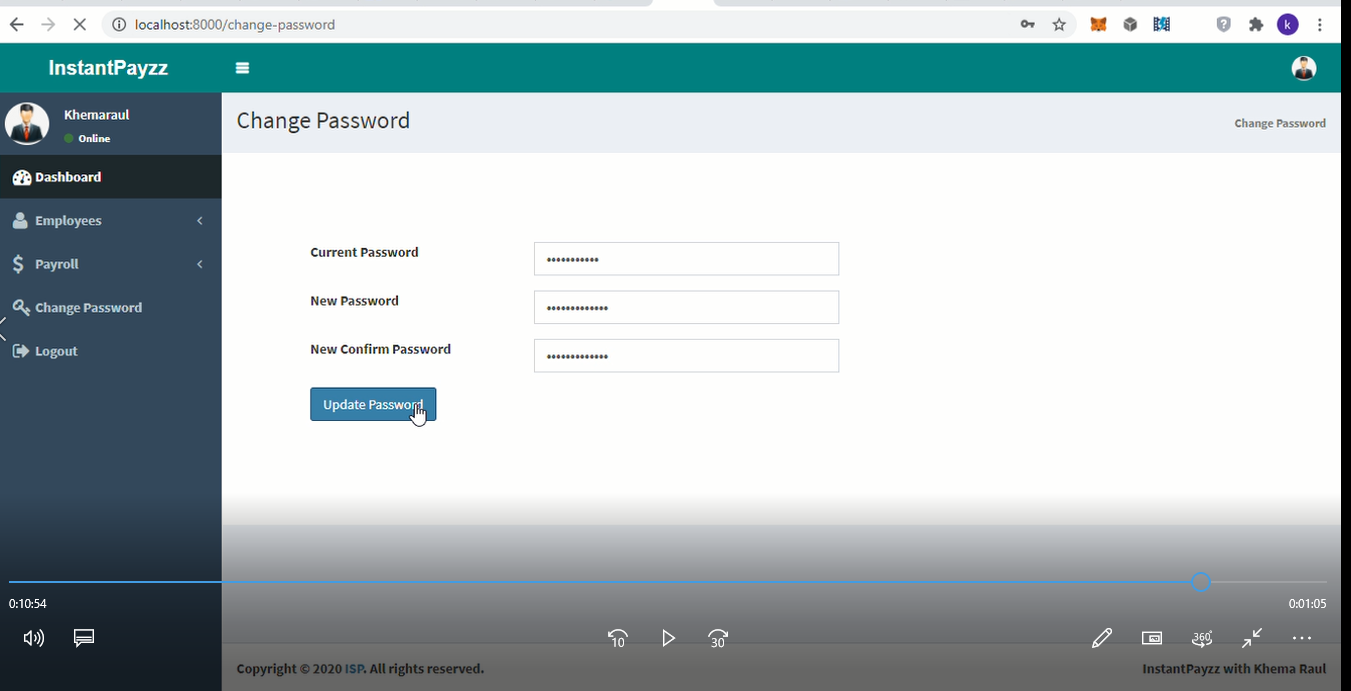 localhost:8000/change-password
k
InstantPayzz
Khemaraul
Online
Change Password
Change Password
Dashboard
Employees
Payroll
Change Password
Logout
Current Password
•••••••••••
New Password
•••••••••••••
New Confirm Password
•••••••••••••
Update Password
0:10:54
0:01:05
10
30
360°
Copyright © 2020 ISP. All rights reserved.
InstantPayzz with Khema Raul